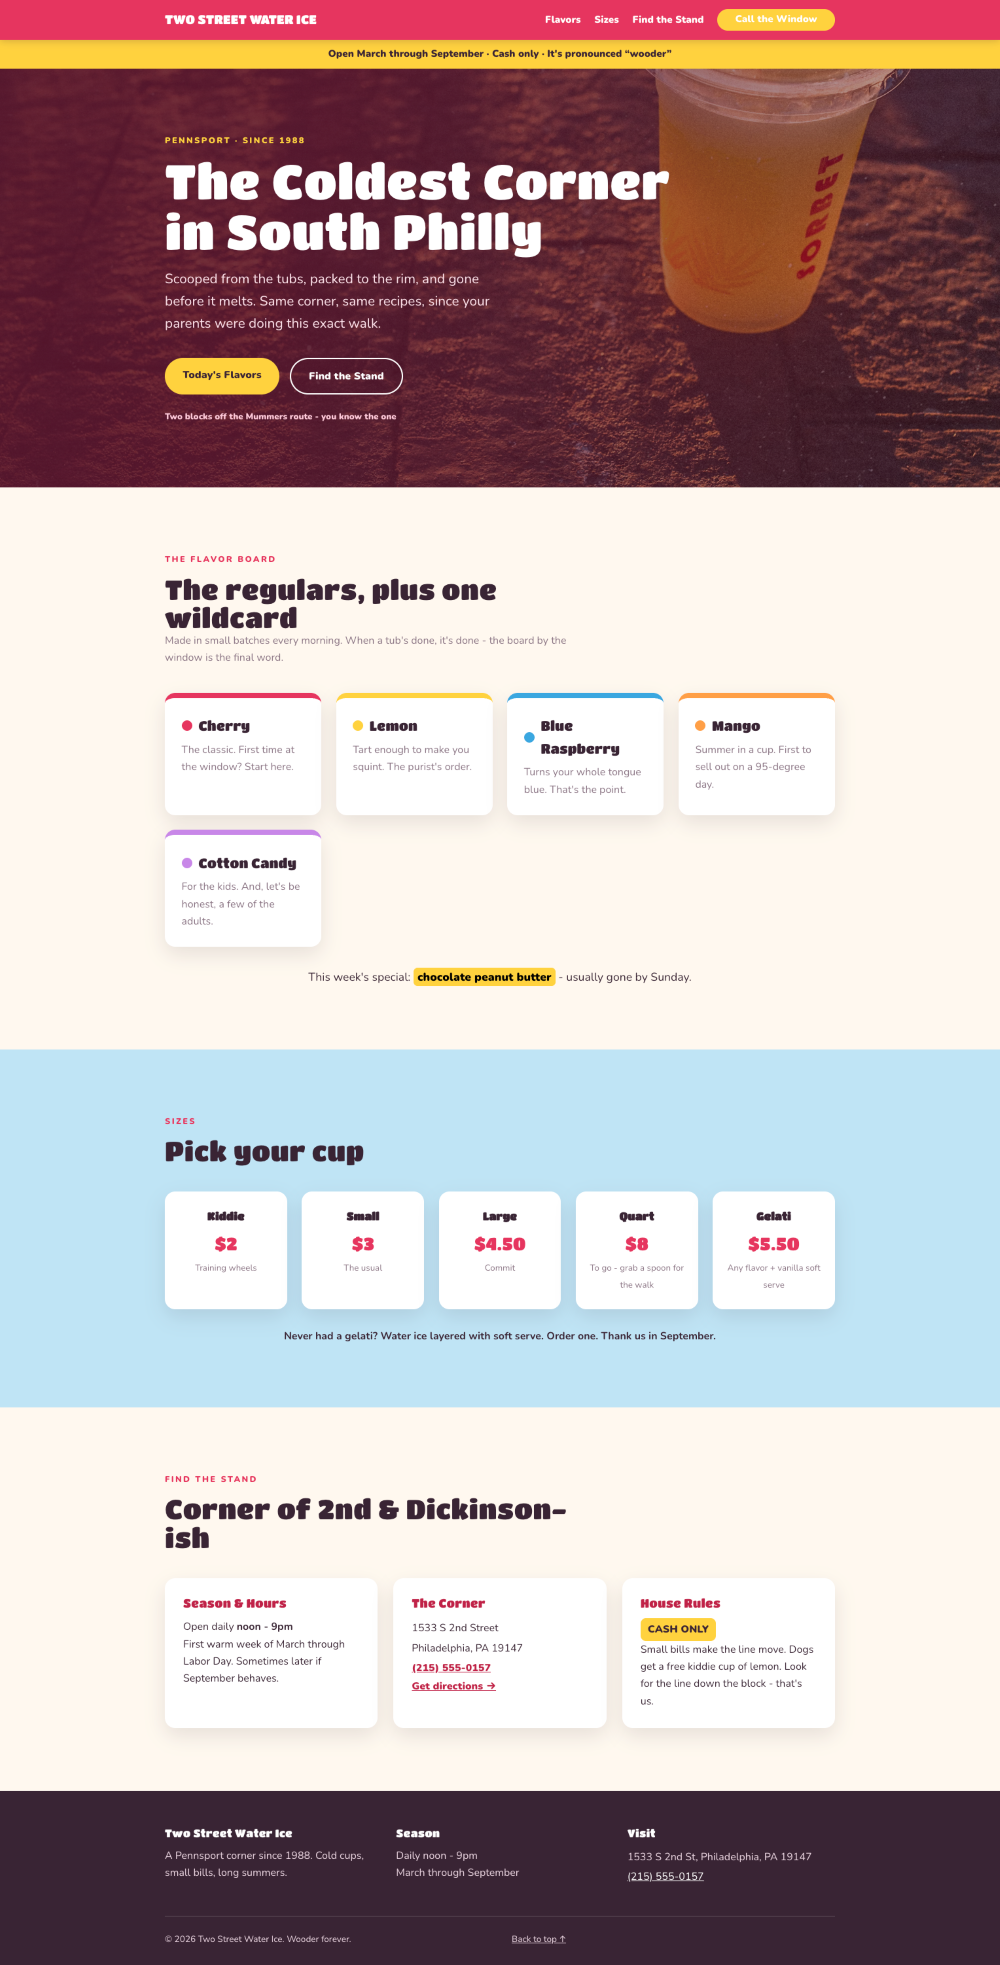 TWO STREET WATER ICE
Flavors Sizes Find the Stand Call the Window
Open March through September · Cash only · It's pronounced “wooder”
PENNSPORT · SINCE 1988
The Coldest Corner
in South Philly
Scooped from the tubs, packed to the rim, and gone
before it melts. Same corner, same recipes, since your
parents were doing this exact walk.
Today's Flavors Find the Stand
Two blocks off the Mummers route - you know the one
SORBET
THE FLAVOR BOARD
The regulars, plus one
wildcard
Made in small batches every morning. When a tub's done, it's done - the board by the
window is the final word.
Cherry
The classic. First time at
the window? Start here.
Lemon
Tart enough to make you
squint. The purist's order.
Blue
Raspberry
Turns your whole tongue
blue. That's the point.
Mango
Summer in a cup. First to
sell out on a 95-degree
day.
Cotton Candy
For the kids. And, let's be
honest, a few of the
adults.
This week's special: chocolate peanut butter - usually gone by Sunday.
SIZES
Pick your cup
Kiddie
$2
Training wheels
Small
$3
The usual
Large
$4.50
Commit
Quart
$8
To go - grab a spoon for
the walk
Gelati
$5.50
Any flavor + vanilla soft
serve
Never had a gelati? Water ice layered with soft serve. Order one. Thank us in September.
FIND THE STAND
Corner of 2nd & Dickinson-
ish
Season & Hours
Open daily noon - 9pm
First warm week of March through
Labor Day. Sometimes later if
September behaves.
The Corner
1533 S 2nd Street
Philadelphia, PA 19147
(215) 555-0157
Get directions →
House Rules
CASH ONLY
Small bills make the line move. Dogs
get a free kiddie cup of lemon. Look
for the line down the block - that's
us.
Two Street Water Ice
A Pennsport corner since 1988. Cold cups,
small bills, long summers.
Season
Daily noon - 9pm
March through September
Visit
1533 S 2nd St, Philadelphia, PA 19147
(215) 555-0157
© 2026 Two Street Water Ice. Wooder forever.
Back to top ↑